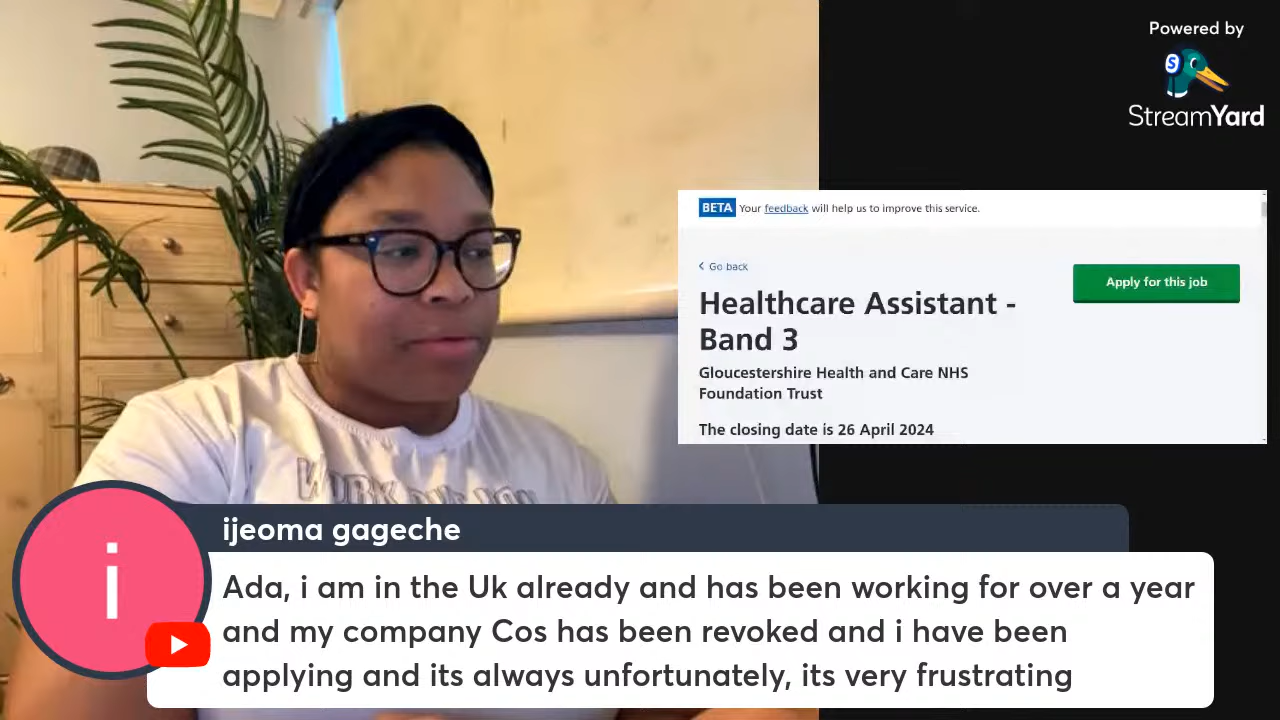 Powered by
StreamYard
BETA Your feedback will help us to improve this service.
Go back
Apply for this job
Healthcare Assistant -
Band 3
Gloucestershire Health and Care NHS
Foundation Trust
The closing date is 26 April 2024
WORK
ijeoma gageche
i
Ada, i am in the Uk already and has been working for over a year
and my company Cos has been revoked and i have been
applying and its always unfortunately, its very frustrating